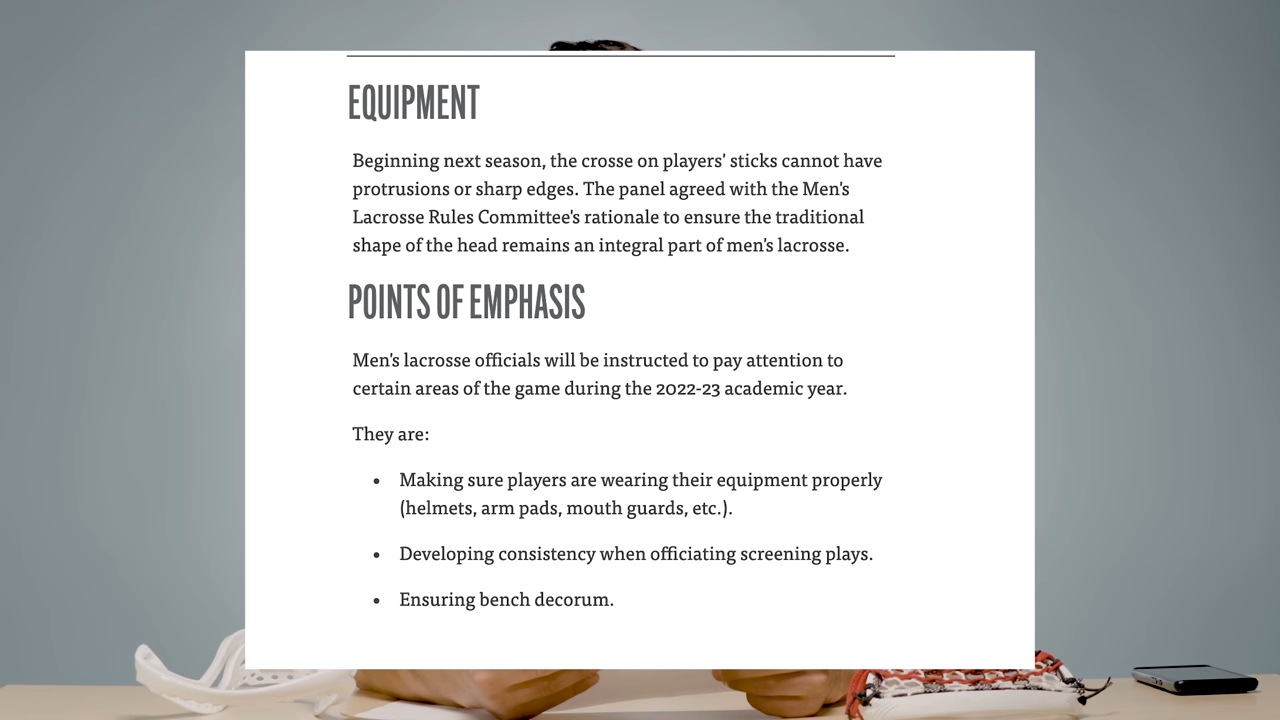 EQUIPMENT
Beginning next season, the crosse on players' sticks cannot have
protrusions or sharp edges. The panel agreed with the Men's
Lacrosse Rules Committee's rationale to ensure the traditional
shape of the head remains an integral part of men's lacrosse.
POINTS OF EMPHASIS
Men's lacrosse officials will be instructed to pay attention to
certain areas of the game during the 2022-23 academic year.
They are:
• Making sure players are wearing their equipment properly
(helmets, arm pads, mouth guards, etc.).
• Developing consistency when officiating screening plays.
• Ensuring bench decorum.